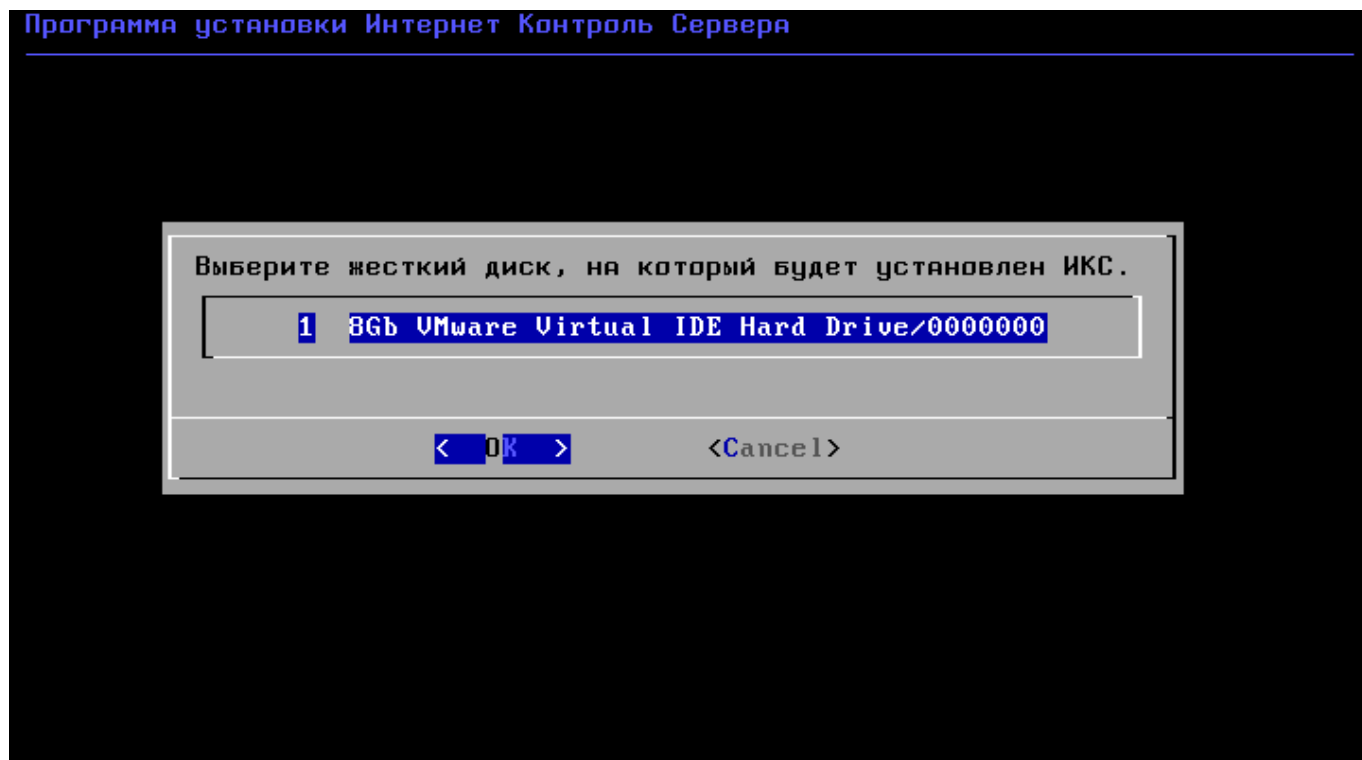 Программа установки Интернет Контроль Сервера
Выберите жесткий диск, на который будет установлен ИКС.
1 8Gb VMware Virtual IDE Hard Drive/0000000
< OK > <Cancel>